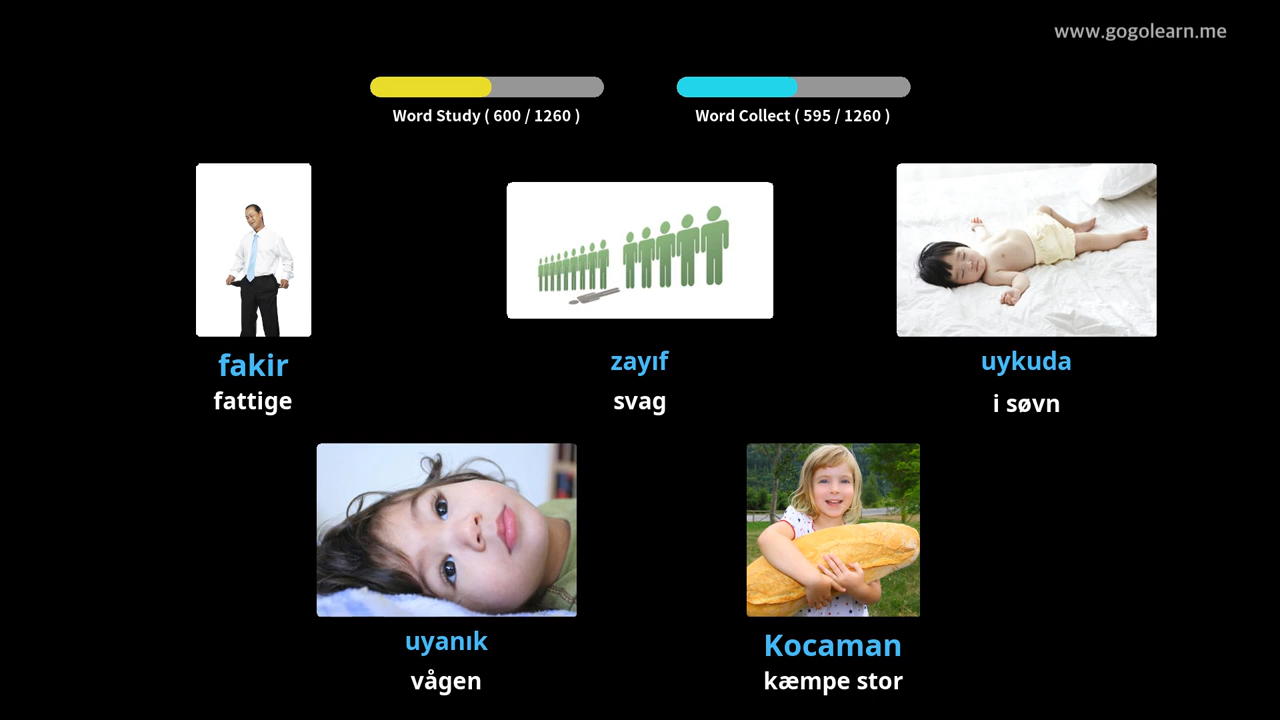 www.gogolearn.me
Word Study ( 600 / 1260 )
Word Collect ( 595 / 1260 )
fakir
fattige
zayıf
svag
uykuda
i søvn
uyanık
vågen
Kocaman
kæmpe stor